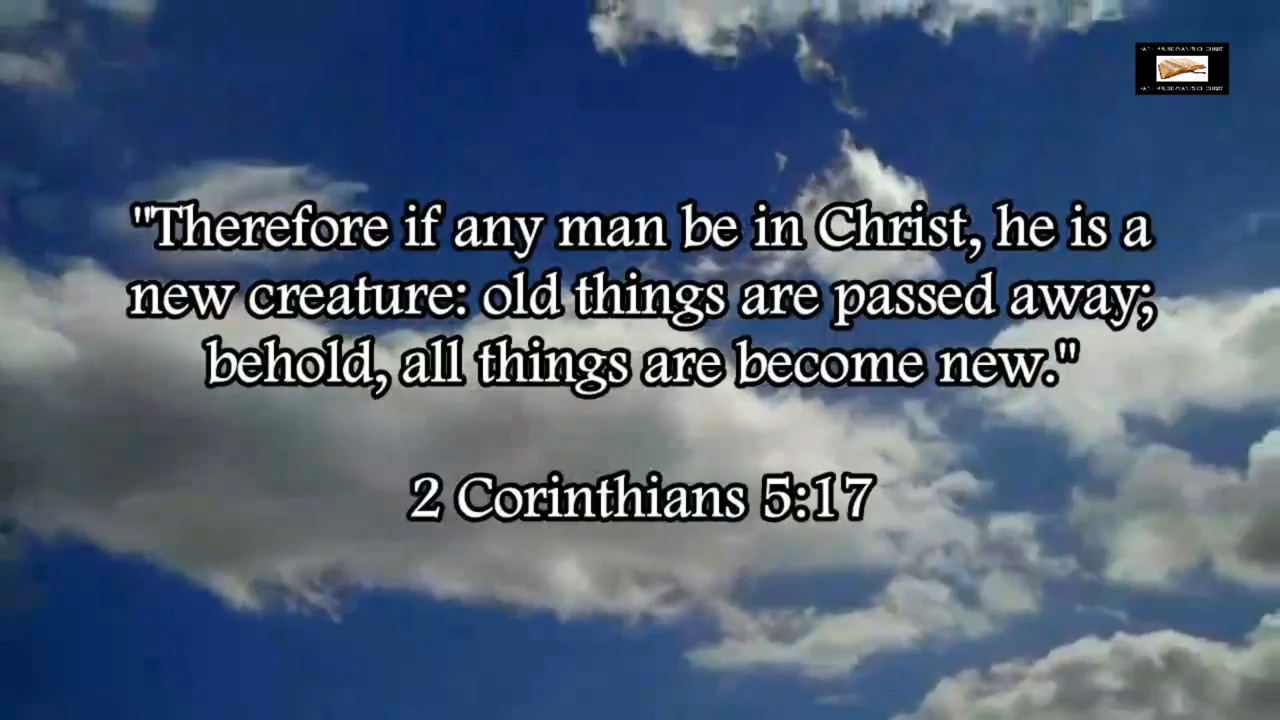 "Therefore if any man be in Christ, he is a
new creature: old things are passed away;
behold, all things are become new."
2 Corinthians 5:17